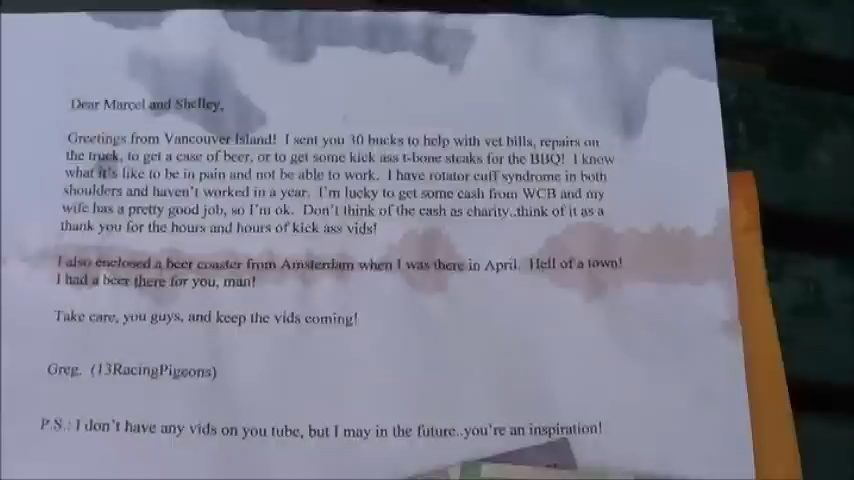 Dear Marcel and Shelley,
Greetings from Vancouver Island! I sent you 30 bucks to help with vet bills, repairs on
the truck, to get a case of beer, or to get some kick ass t-bone steaks for the BBQ! I know
what it's like to be in pain and not be able to work. I have rotator cuff syndrome in both
shoulders and haven't worked in a year. I'm lucky to get some cash from WCB and my
wife has a pretty good job, so I'm ok. Don't think of the cash as charity..think of it as a
thank you for the hours and hours of kick ass vids!
I also enclosed a beer coaster from Amsterdam when I was there in April. Hell of a town!
I had a beer there for you, man!
Take care, you guys, and keep the vids coming!
Greg. (13RacingPigeons)
P.S.: I don't have any vids on you tube, but I may in the future..you're an inspiration!